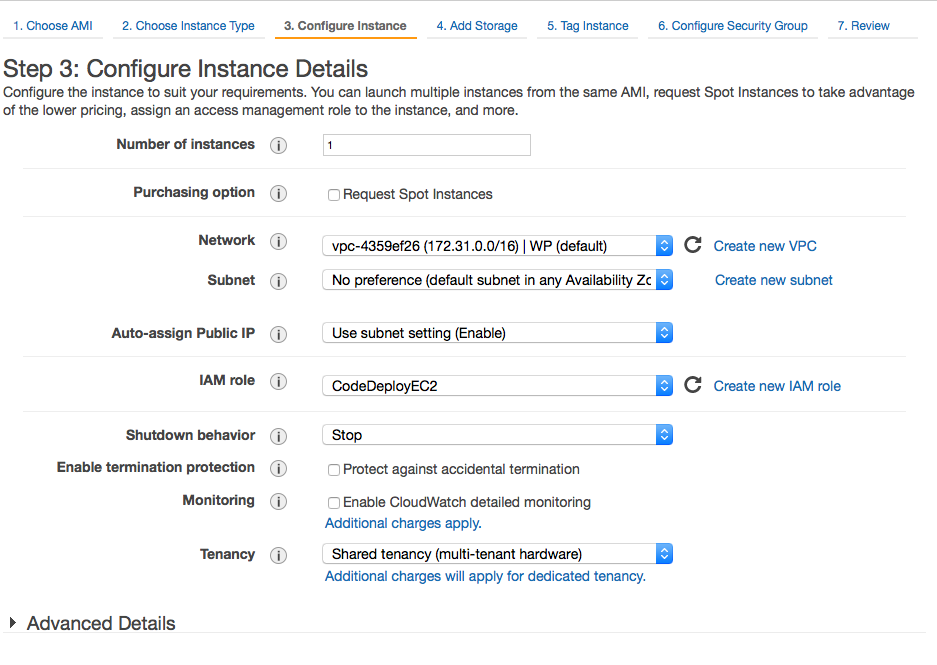 1. Choose AMI 2. Choose Instance Type 3. Configure Instance 4. Add Storage 5. Tag Instance 6. Configure Security Group 7. Review
Step 3: Configure Instance Details
Configure the instance to suit your requirements. You can launch multiple instances from the same AMI, request Spot Instances to take advantage
of the lower pricing, assign an access management role to the instance, and more.
Number of instances i 1
Purchasing option i Request Spot Instances
Network i vpc-4359ef26 (172.31.0.0/16) | WP (default) Create new VPC
Subnet i No preference (default subnet in any Availability Zc Create new subnet
Auto-assign Public IP i Use subnet setting (Enable)
IAM role i CodeDeployEC2 Create new IAM role
Shutdown behavior i Stop
Enable termination protection i Protect against accidental termination
Monitoring i Enable CloudWatch detailed monitoring
Additional charges apply.
Tenancy i Shared tenancy (multi-tenant hardware)
Additional charges will apply for dedicated tenancy.
Advanced Details